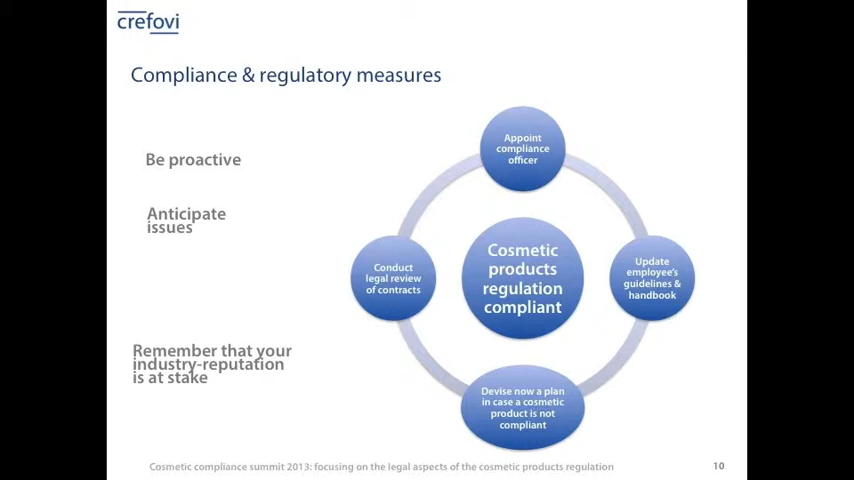 crefovi
Compliance & regulatory measures
Be proactive
Anticipate
issues
Remember that your
industry-reputation
is at stake
Appoint
compliance
officer
Conduct
legal review
of contracts
Cosmetic
products
regulation
compliant
Update
employee's
guidelines &
handbook
Devise now a plan
in case a cosmetic
product is not
compliant
Cosmetic compliance summit 2013: focusing on the legal aspects of the cosmetic products regulation
10